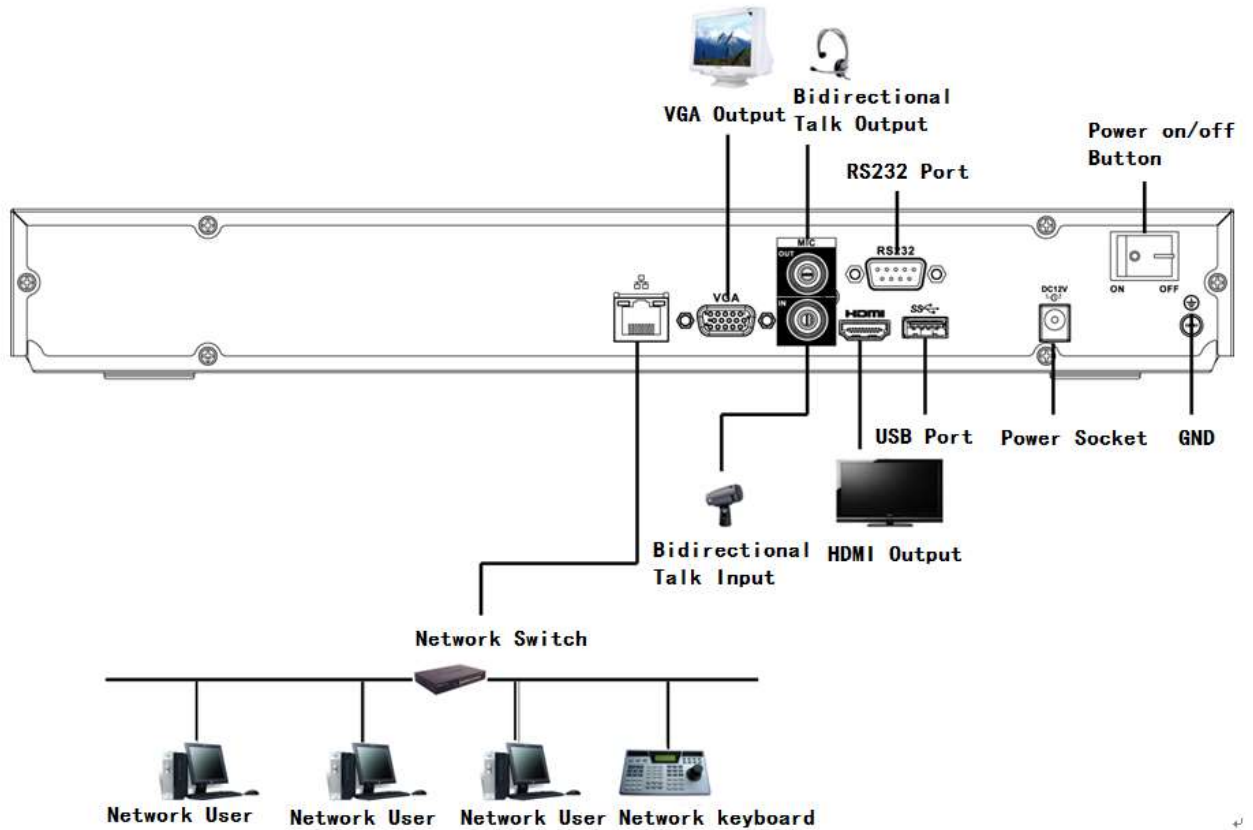 VGA Output
Bidirectional
Talk Output
RS232 Port
Power on/off
Button
MIC
OUT
IN
RS232
VGA
HDMI
SS
DC12V
ON OFF
USB Port
Power Socket
GND
Bidirectional
Talk Input
HDMI Output
Network Switch
Network User
Network User
Network User
Network keyboard